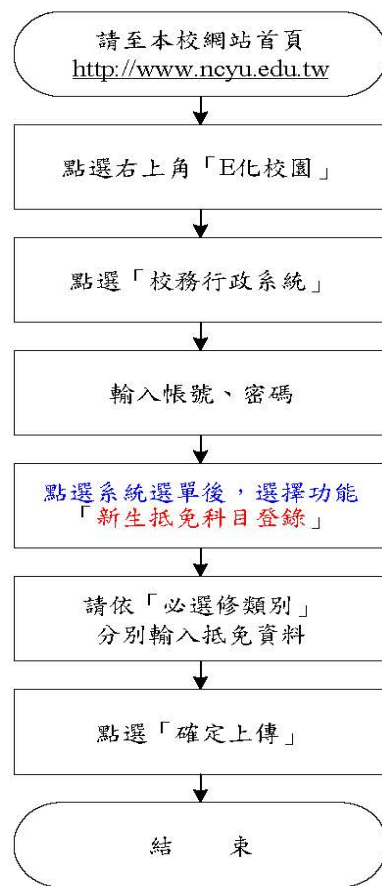 請至本校網站首頁
http://www.ncyu.edu.tw
點選右上角「E化校園」
點選「校務行政系統」
輸入帳號、密碼
點選系統選單後，選擇功能
「新生抵免科目登錄」
請依「必選修類別」
分別輸入抵免資料
點選「確定上傳」
結　　束